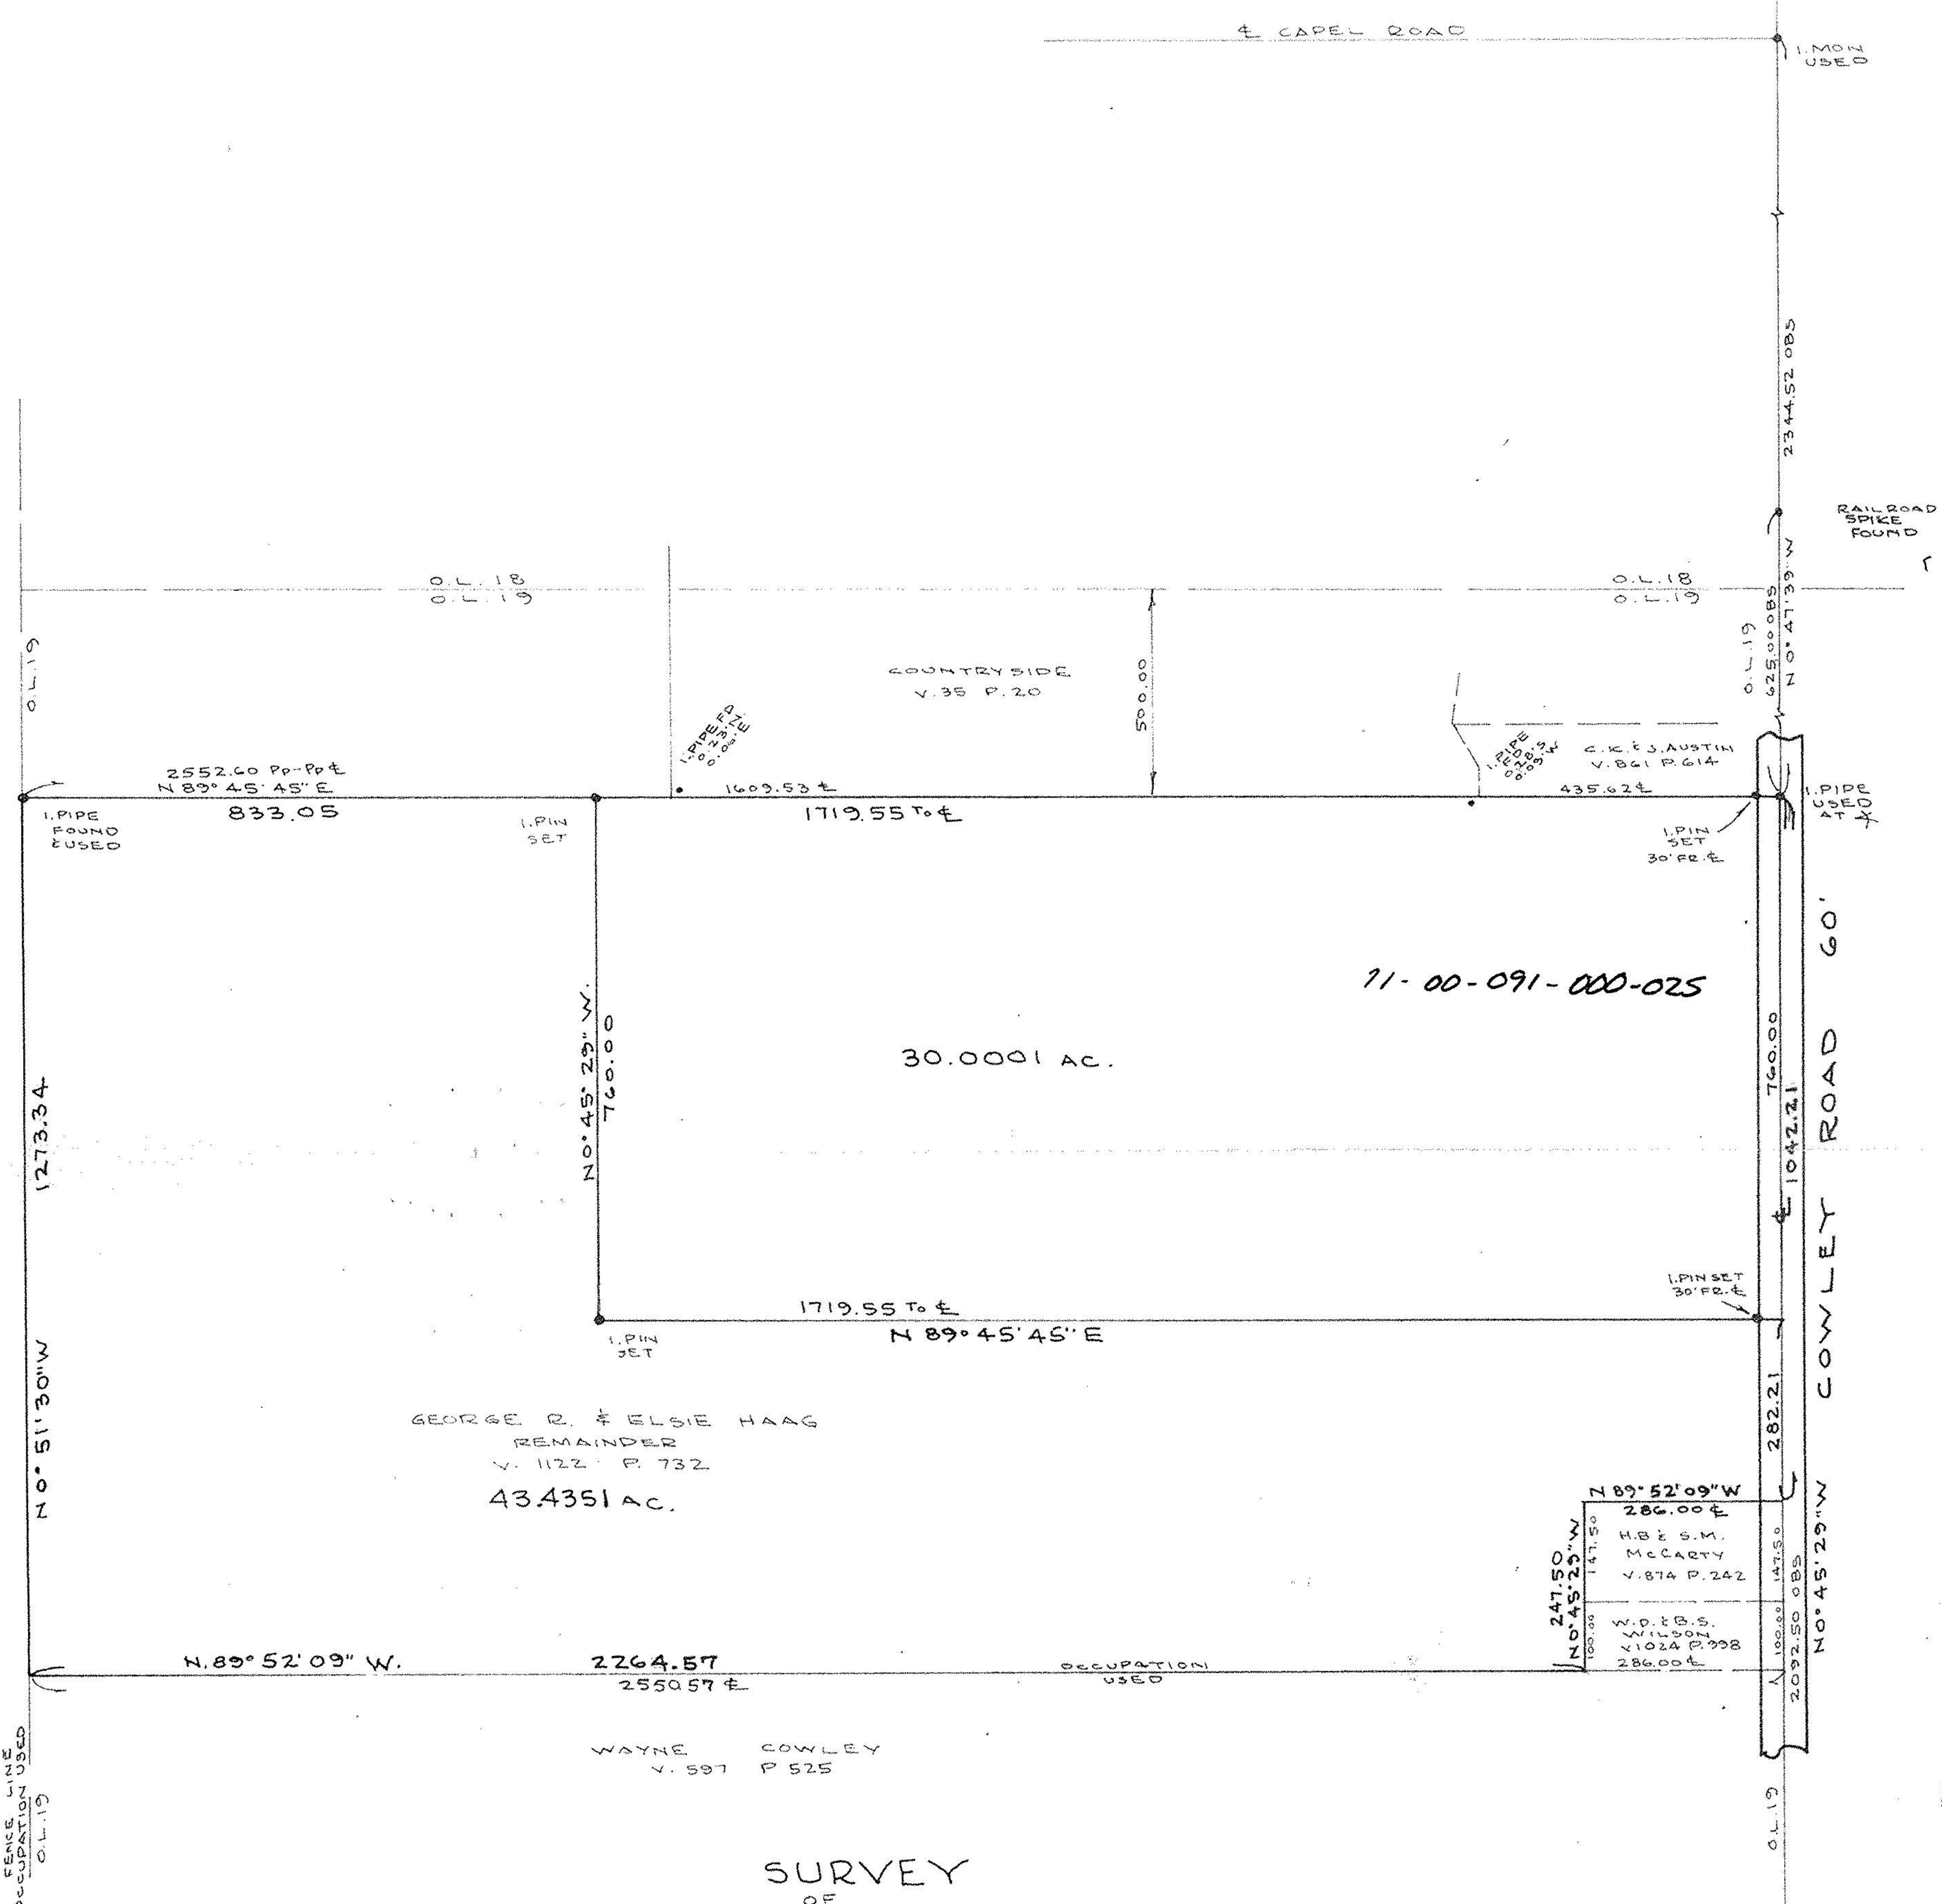 ℄ CAPEL ROAD
I. MON
USED
2344.52 OBS
RAILROAD
SPIKE
FOUND
O.L. 18
O.L. 19
O.L. 18
O.L. 19
O.L. 19
O.L. 19
625.00 OBS
N 0° 47' 39" W
COUNTRYSIDE
V. 35 P. 20
500.00
I. PIPE FD.
0.23' N
0.06' E
I. PIPE
FD.
C.K. & J. AUSTIN
V. 861 P. 614
2552.60 Pp-Pp ℄
N 89° 45' 45" E
833.05
1609.53 ℄
1719.55 To ℄
435.62 ℄
I. PIPE
FOUND
& USED
I. PIN
SET
I. PIN
SET
30' FR. ℄
I. PIPE
USED
AT
11-00-091-000-025
COWLEY ROAD 60'
N 0° 45' 29" W.
760.00
30.0001 AC.
760.00
℄ 1042.21
1273.34
N 0° 51' 30" W
I. PIN SET
30' FR. ℄
1719.55 To ℄
N 89° 45' 45" E
I. PIN
SET
282.21
GEORGE R. & ELSIE HAAG
REMAINDER
V. 1122 P. 732
43.4351 AC.
N 89° 52' 09" W
286.00 ℄
H.B & S.M.
McCARTY
V. 874 P. 242
147.50
147.50
247.50
N 0° 45' 29" W
W.D. & B.S.
WILSON
V 1024 P. 998
286.00 ℄
100.00
100.00
2092.50 OBS
N 0° 45' 29" W
N. 89° 52' 09" W.
2264.57
2550.57 ℄
OCCUPATION
USED
WAYNE COWLEY
V. 597 P 525
FENCE LINE
OCCUPATION USED
O.L. 19
O.L. 19
SURVEY
OF